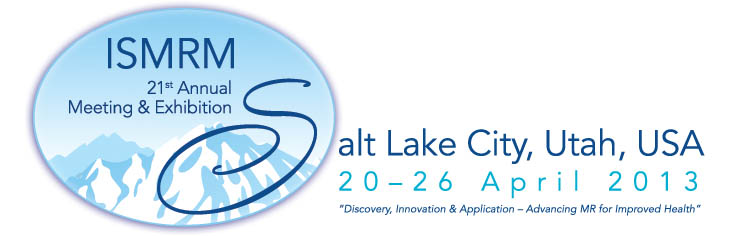 ISMRM
21st Annual
Meeting & Exhibition
Salt Lake City, Utah, USA
20–26 April 2013
"Discovery, Innovation & Application – Advancing MR for Improved Health"